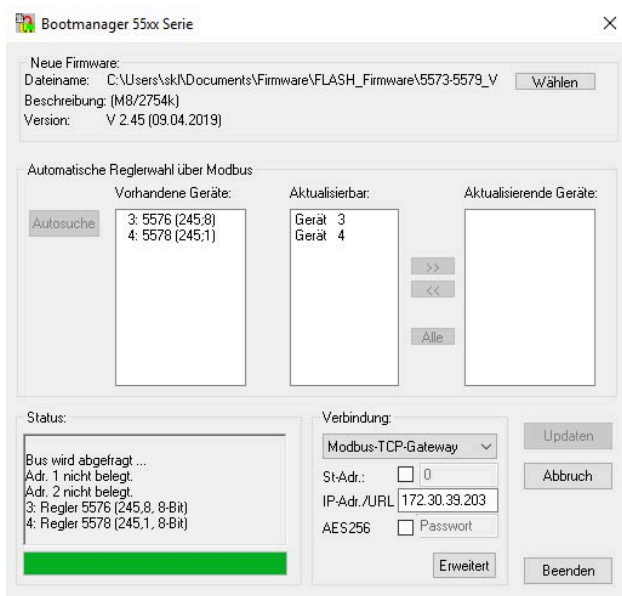 Bootmanager 55xx Serie
Neue Firmware:
Dateiname: C:\Users\skl\Documents\Firmware\FLASH_Firmware\5573-5579_V
Wählen
Beschreibung: (M8/2754k)
Version: V 2.45 (09.04.2019)
Automatische Reglerwahl über Modbus
Vorhandene Geräte:
Aktualisierbar:
Aktualisierende Geräte:
Autosuche
3: 5576 (245;8)
4: 5578 (245;1)
Gerät 3
Gerät 4
>>
<<
Alle
Status:
Bus wird abgefragt ...
Adr. 1 nicht belegt.
Adr. 2 nicht belegt.
3: Regler 5576 (245,8, 8-Bit)
4: Regler 5578 (245,1, 8-Bit)
Verbindung:
Modbus-TCP-Gateway
St-Adr.: 0
IP-Adr./URL 172.30.39.203
AES256 Passwort
Erweitert
Updaten
Abbruch
Beenden